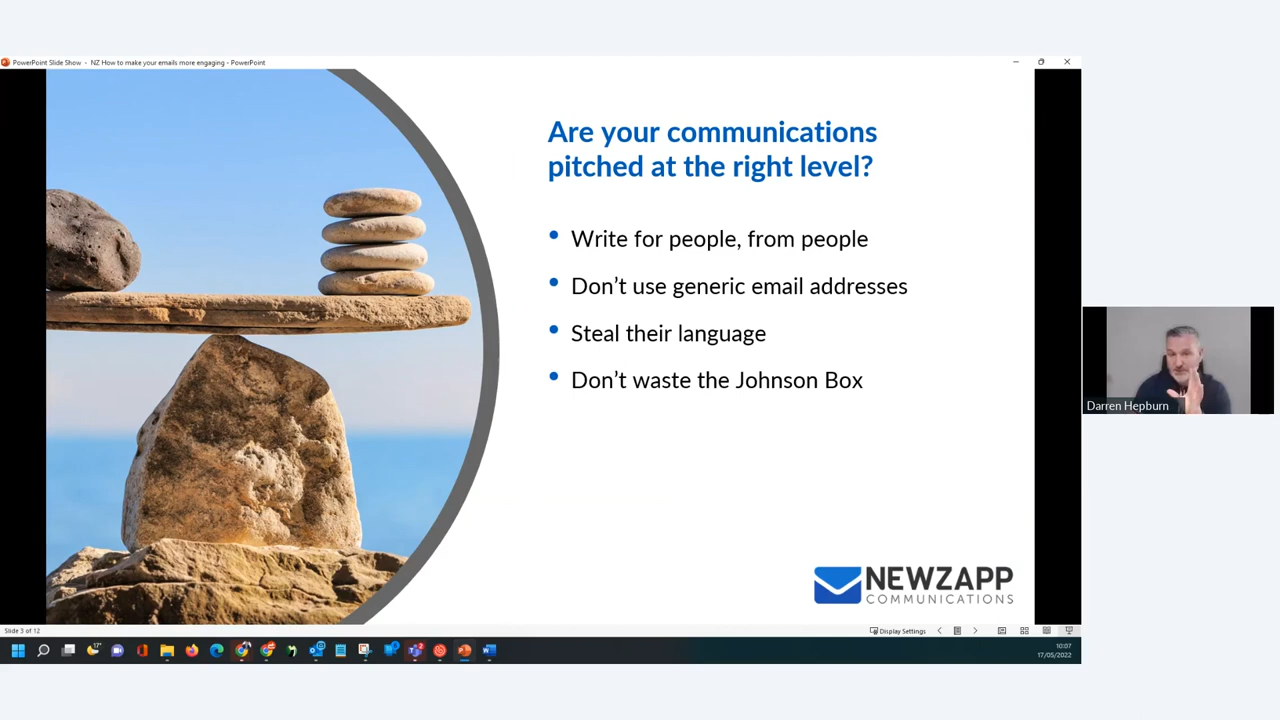 PowerPoint Slide Show - NZ How to make your emails more engaging - PowerPoint
Are your communications
pitched at the right level?
• Write for people, from people
• Don’t use generic email addresses
• Steal their language
• Don’t waste the Johnson Box
NEWZAPP
COMMUNICATIONS
Darren Hepburn
Slide 3 of 12
Display Settings
10:07
17/05/2022